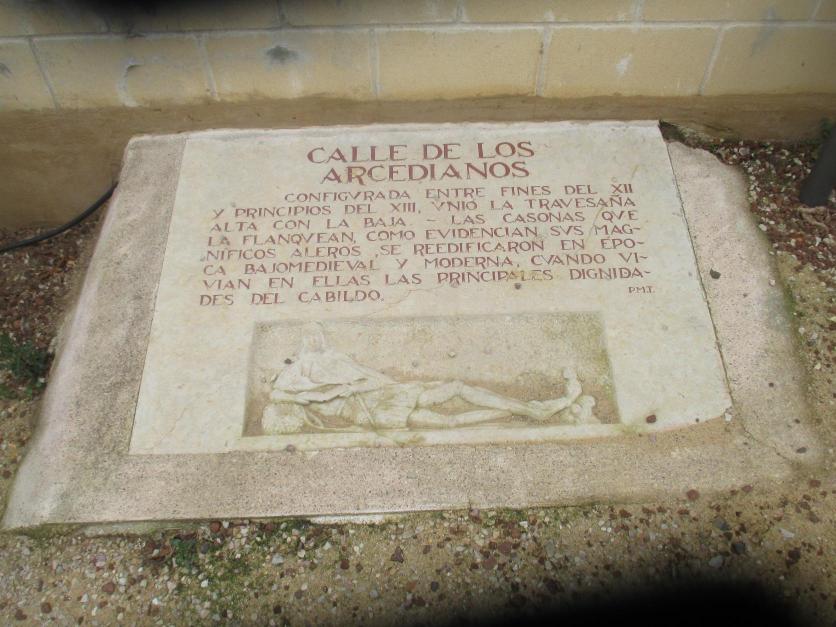 CALLE DE LOS
ARCEDIANOS
CONFIGVRADA ENTRE FINES DEL XII
Y PRINCIPIOS DEL XIII, VNIO LA TRAVESAÑA
ALTA CON LA BAJA. - LAS CASONAS QVE
LA FLANQVEAN, COMO EVIDENCIAN SVS MAG-
NÍFICOS ALEROS, SE REEDIFICARON EN ÉPO-
CA BAJOMEDIEVAL Y MODERNA, CVANDO VI-
VIAN EN ELLAS LAS PRINCIPALES DIGNIDA-
DES DEL CABILDO.
P.M.T.